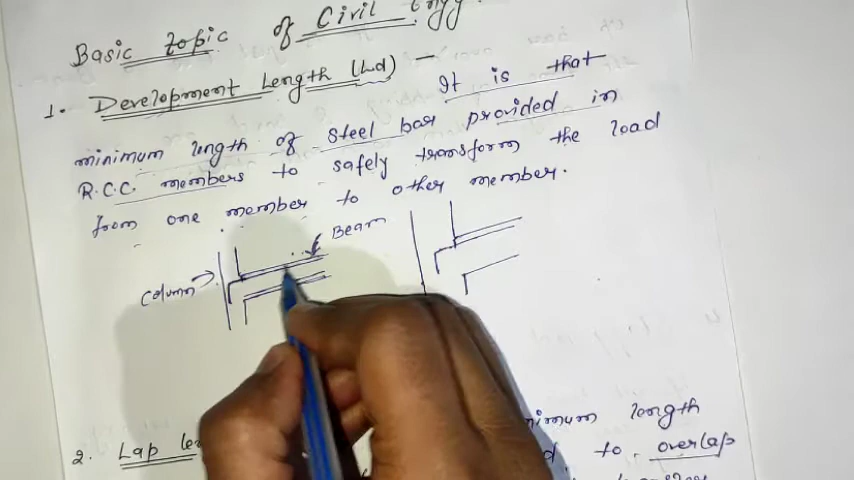 Basic topic of Civil Engg
1. Development Length (Ld) - It is that
minimum length of steel bar provided in
R.C.C. members to safely transform the load
from one member to other member.
Beam
Column
2. Lap length
to overlap